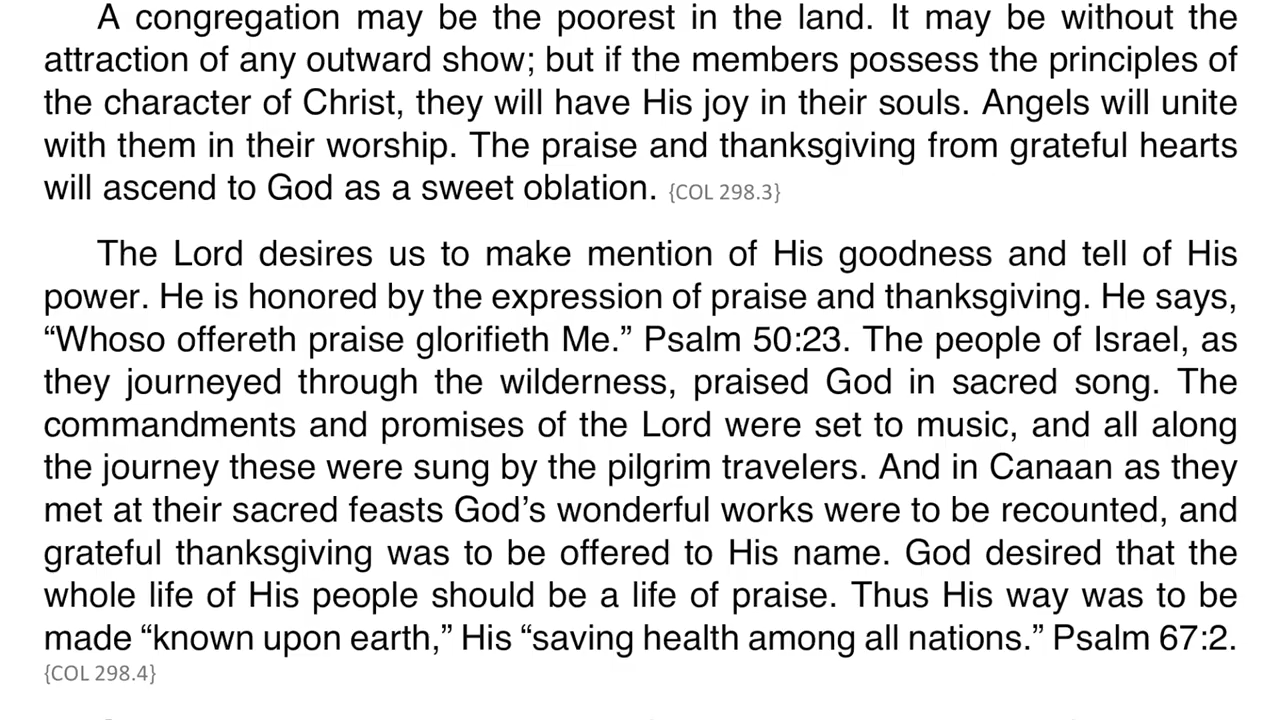 A congregation may be the poorest in the land. It may be without the
attraction of any outward show; but if the members possess the principles of
the character of Christ, they will have His joy in their souls. Angels will unite
with them in their worship. The praise and thanksgiving from grateful hearts
will ascend to God as a sweet oblation. {COL 298.3}
The Lord desires us to make mention of His goodness and tell of His
power. He is honored by the expression of praise and thanksgiving. He says,
“Whoso offereth praise glorifieth Me.” Psalm 50:23. The people of Israel, as
they journeyed through the wilderness, praised God in sacred song. The
commandments and promises of the Lord were set to music, and all along
the journey these were sung by the pilgrim travelers. And in Canaan as they
met at their sacred feasts God’s wonderful works were to be recounted, and
grateful thanksgiving was to be offered to His name. God desired that the
whole life of His people should be a life of praise. Thus His way was to be
made “known upon earth,” His “saving health among all nations.” Psalm 67:2.
{COL 298.4}